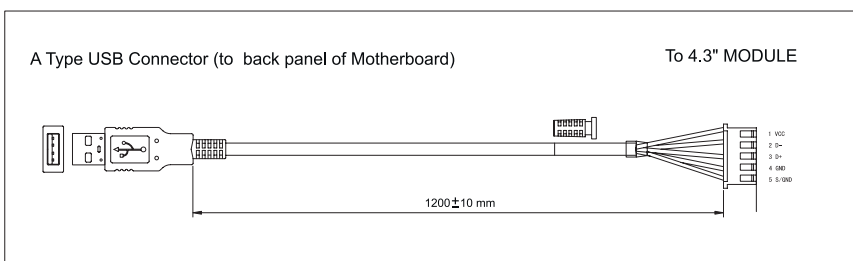 A Type USB Connector (to back panel of Motherboard)
To 4.3" MODULE
1 VCC
2 D-
3 D+
4 GND
5 S/GND
1200±10 mm